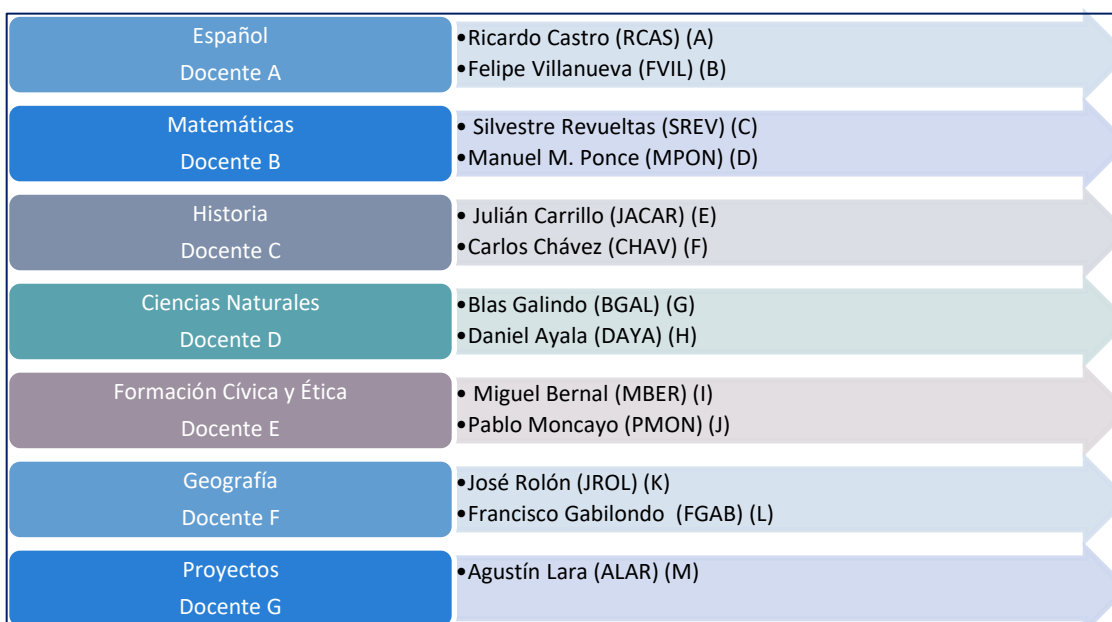 Español
Docente A
•Ricardo Castro (RCAS) (A)
•Felipe Villanueva (FVIL) (B)
Matemáticas
Docente B
• Silvestre Revueltas (SREV) (C)
•Manuel M. Ponce (MPON) (D)
Historia
Docente C
• Julián Carrillo (JACAR) (E)
•Carlos Chávez (CHAV) (F)
Ciencias Naturales
Docente D
•Blas Galindo (BGAL) (G)
•Daniel Ayala (DAYA) (H)
Formación Cívica y Ética
Docente E
• Miguel Bernal (MBER) (I)
•Pablo Moncayo (PMON) (J)
Geografía
Docente F
•José Rolón (JROL) (K)
•Francisco Gabilondo  (FGAB) (L)
Proyectos
Docente G
•Agustín Lara (ALAR) (M)